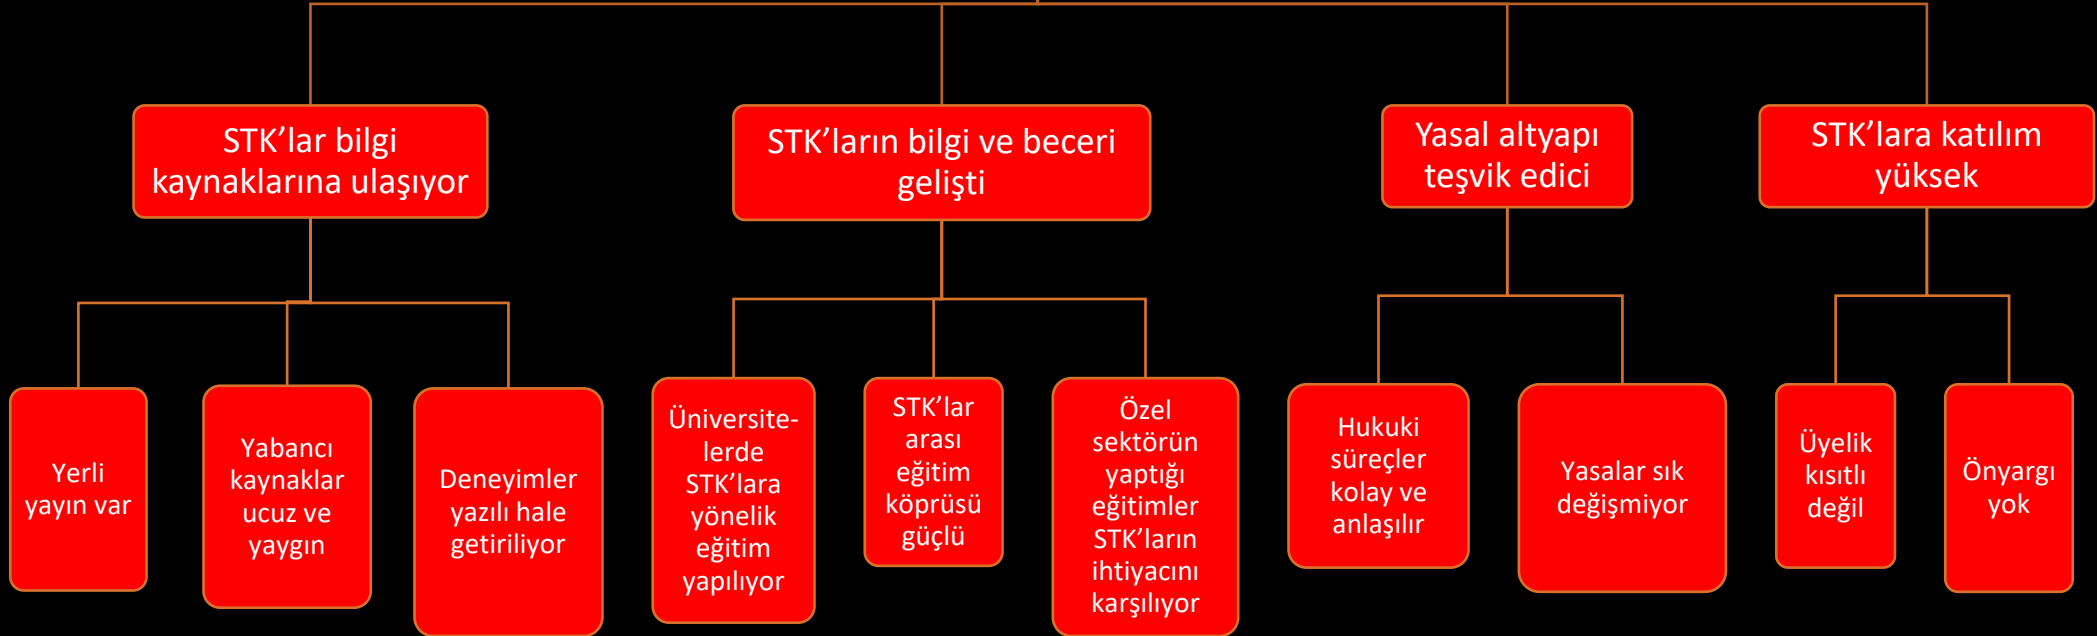 STK’lar bilgi
kaynaklarına ulaşıyor
STK’ların bilgi ve beceri
gelişti
Yasal altyapı
teşvik edici
STK’lara katılım
yüksek
Yerli
yayın var
Yabancı
kaynaklar
ucuz ve
yaygın
Deneyimler
yazılı hale
getiriliyor
Üniversite-
lerde
STK’lara
yönelik
eğitim
yapılıyor
STK’lar
arası
eğitim
köprüsü
güçlü
Özel
sektörün
yaptığı
eğitimler
STK’ların
ihtiyacını
karşılıyor
Hukuki
süreçler
kolay ve
anlaşılır
Yasalar sık
değişmiyor
Üyelik
kısıtlı
değil
Önyargı
yok